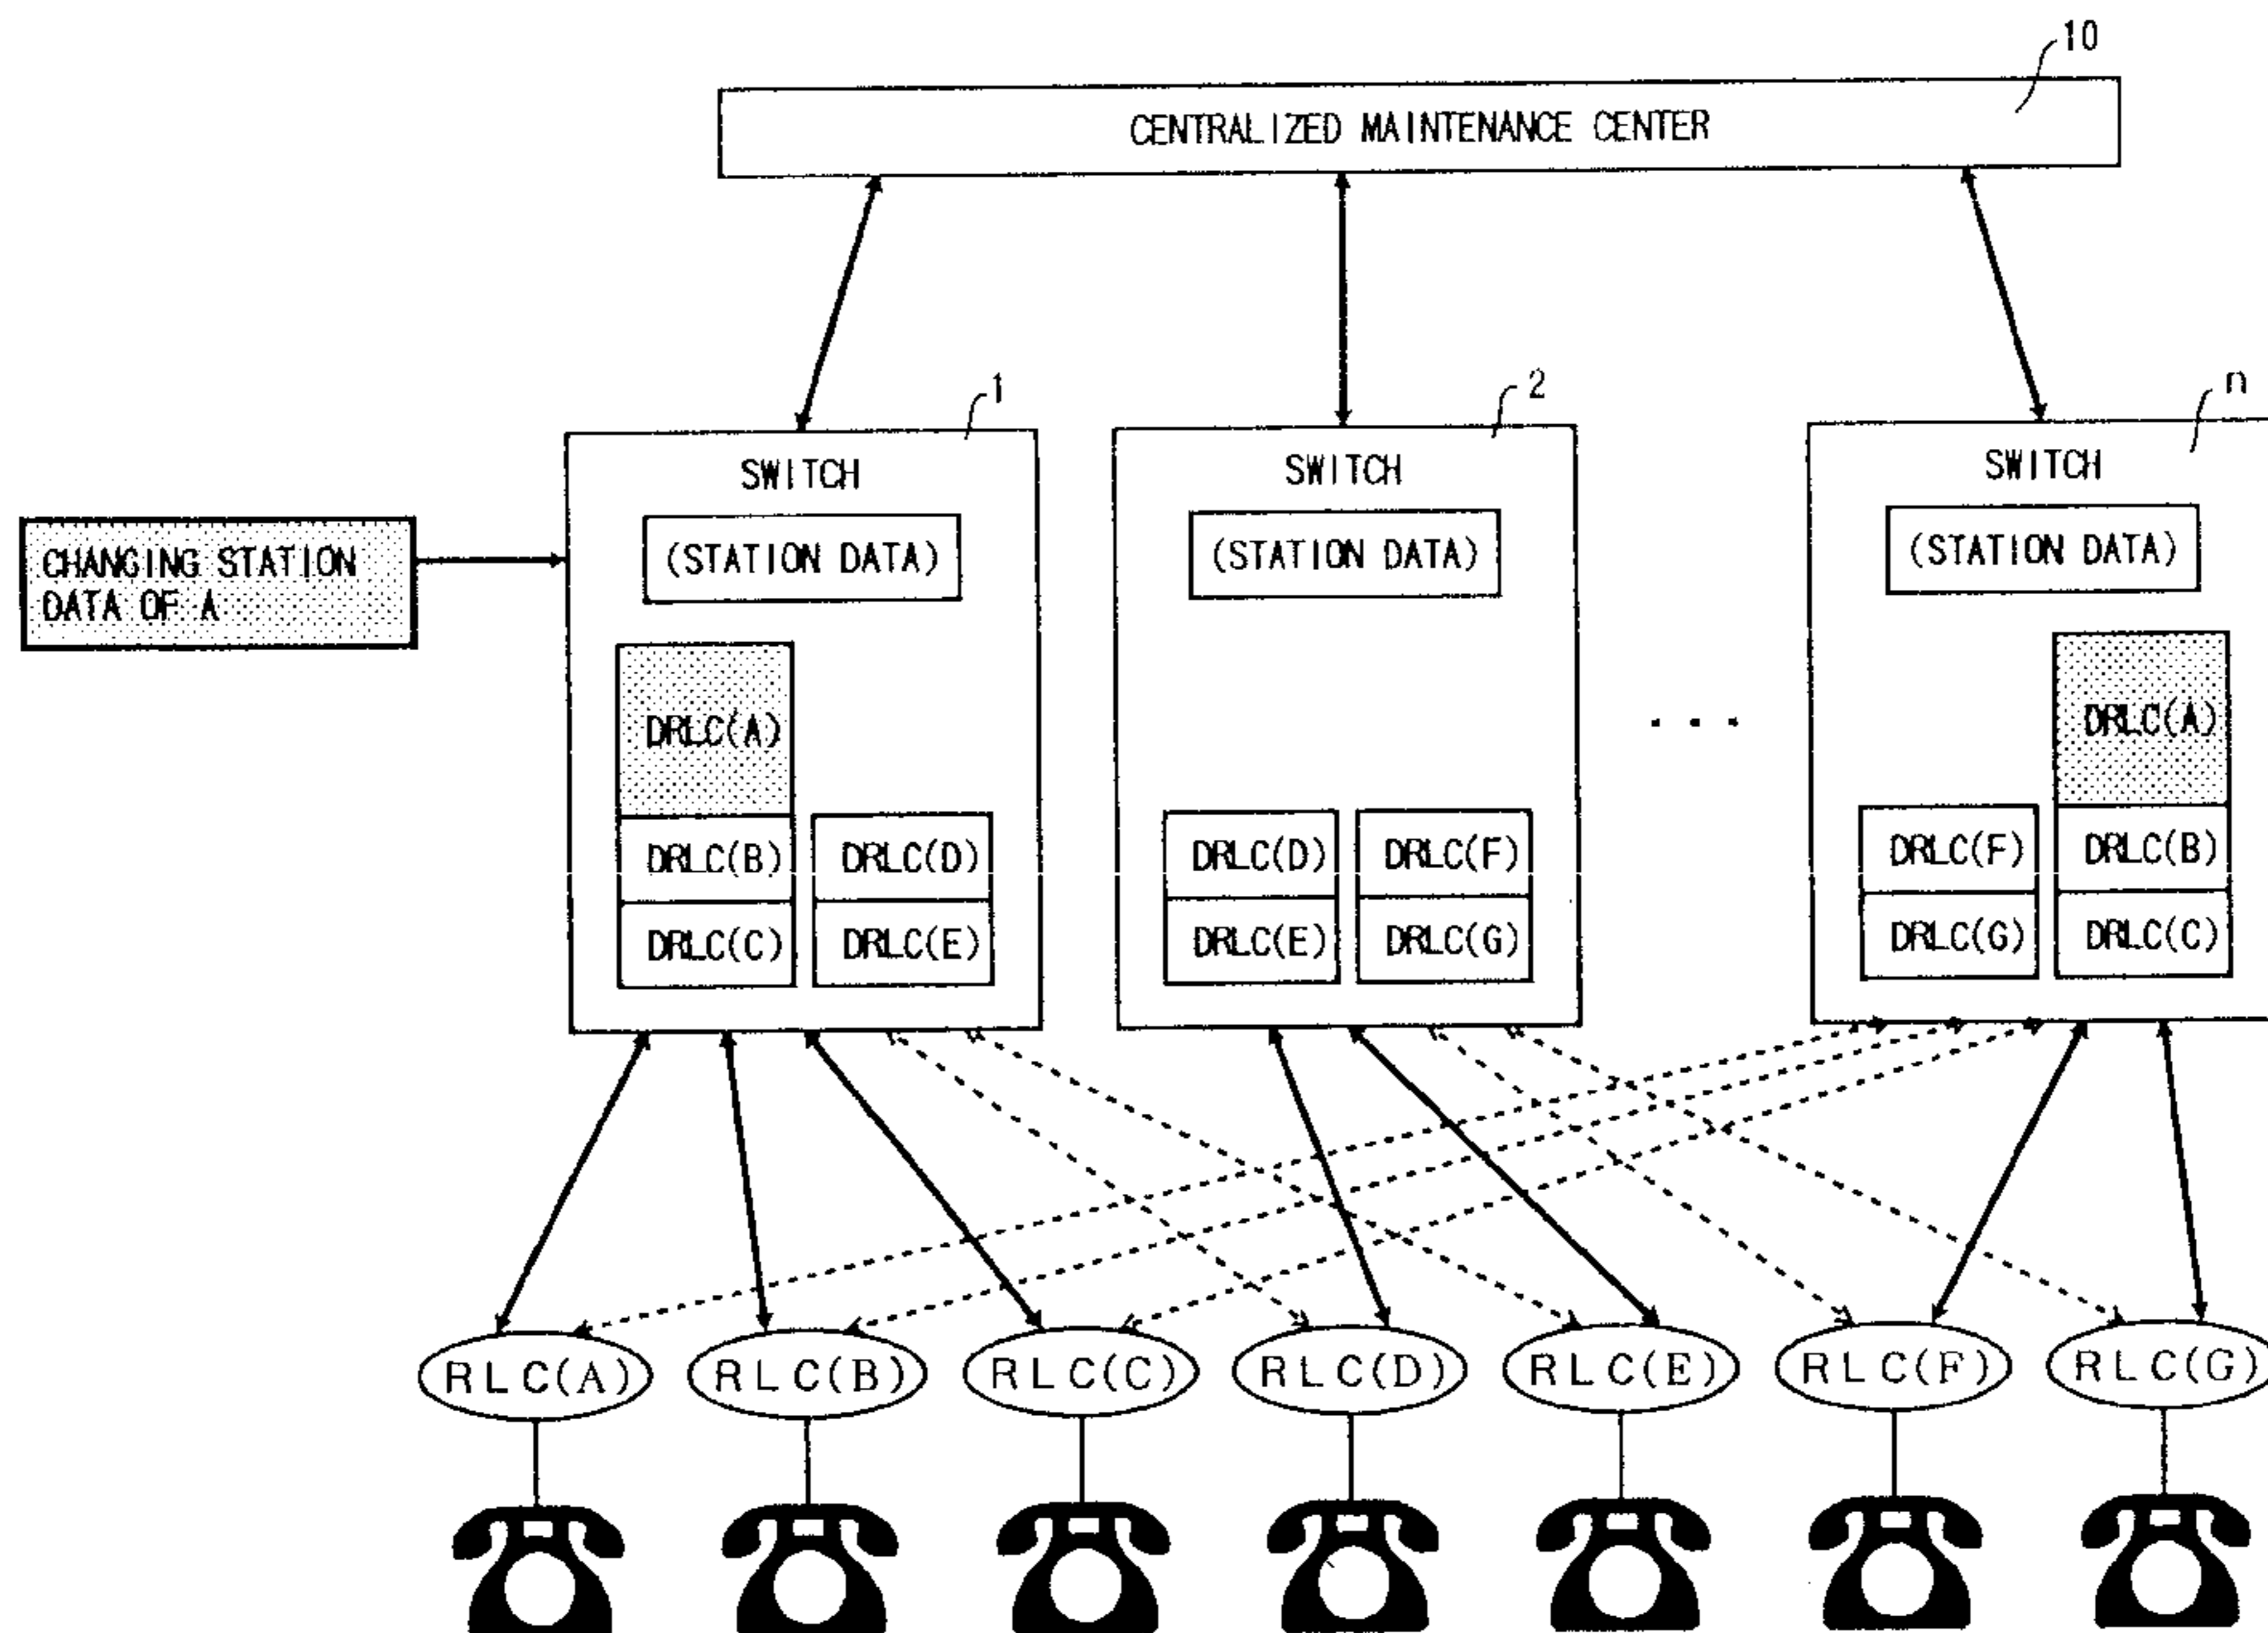 10
CENTRALIZED MAINTENANCE CENTER
1
2
n
SWITCH
SWITCH
SWITCH
CHANGING STATION
DATA OF A
(STATION DATA)
(STATION DATA)
(STATION DATA)
DRLC(A)
DRLC(B)
DRLC(C)
DRLC(D)
DRLC(E)
DRLC(D)
DRLC(E)
DRLC(F)
DRLC(G)
. . .
DRLC(F)
DRLC(G)
DRLC(A)
DRLC(B)
DRLC(C)
RLC(A)
RLC(B)
RLC(C)
RLC(D)
RLC(E)
RLC(F)
RLC(G)